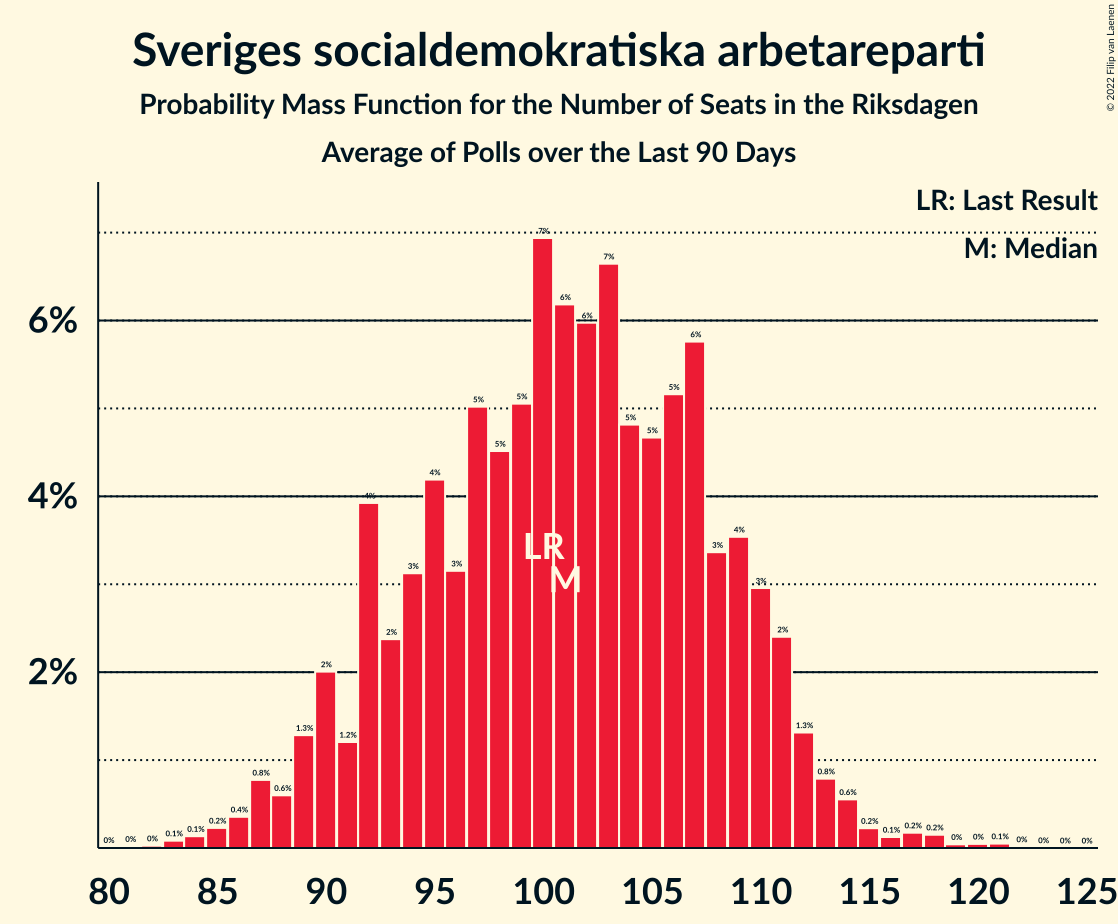 Sveriges socialdemokratiska arbetareparti
Probability Mass Function for the Number of Seats in the Riksdagen
Average of Polls over the Last 90 Days
© 2022 Filip van Laenen
LR: Last Result
M: Median
6%
4%
2%
0% 0% 0% 0.1% 0.1% 0.2% 0.4% 0.8% 0.6% 1.3% 2% 1.2% 4% 2% 3% 4% 3% 5% 5% 5% 7% 6% 6% 7% 5% 5% 5% 6% 3% 4% 3% 2% 1.3% 0.8% 0.6% 0.2% 0.1% 0.2% 0.2% 0% 0% 0.1% 0% 0% 0% 0%
LR
M
80 85 90 95 100 105 110 115 120 125